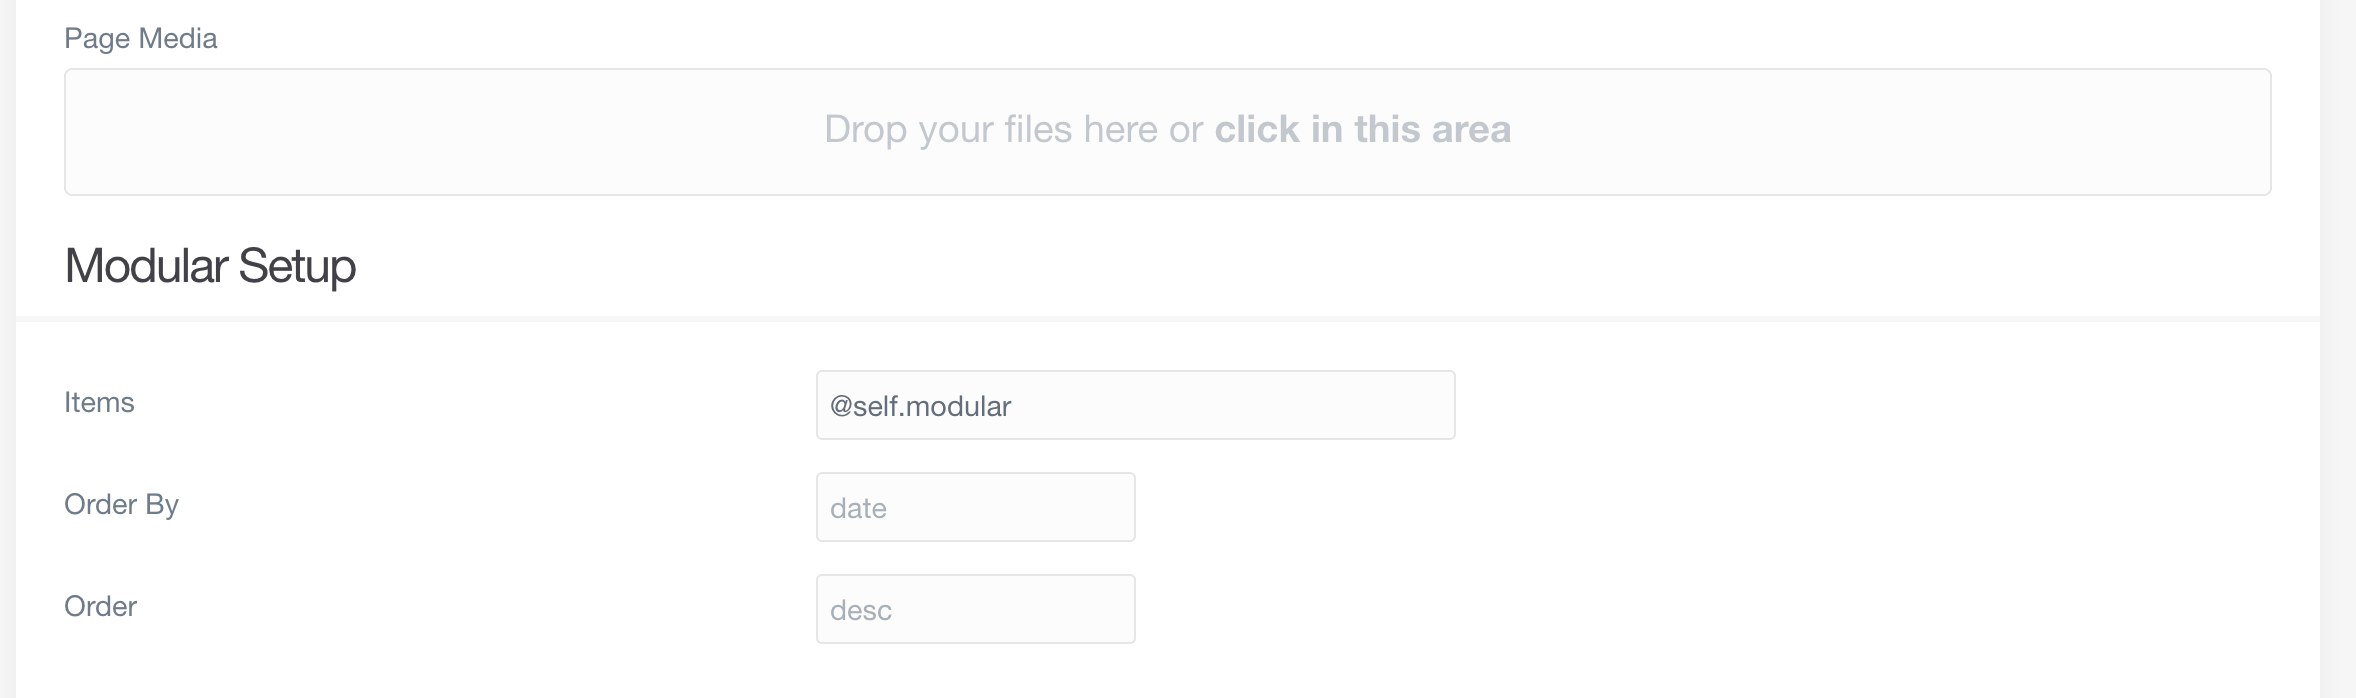 Page Media
Drop your files here or click in this area
Modular Setup
Items
@self.modular
Order By
date
Order
desc